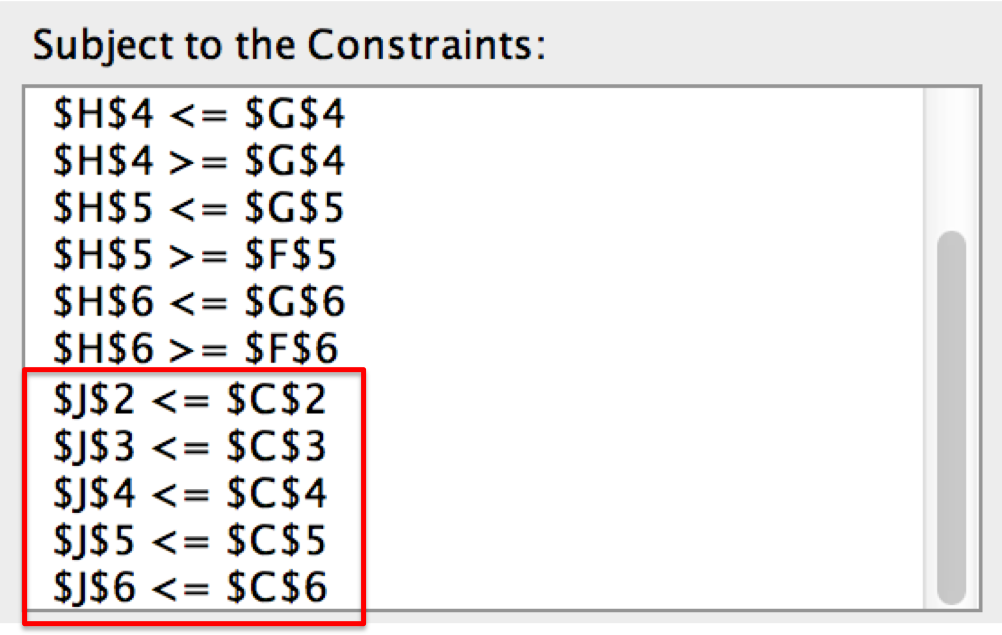 Subject to the Constraints:
$H$4 <= $G$4
$H$4 >= $G$4
$H$5 <= $G$5
$H$5 >= $F$5
$H$6 <= $G$6
$H$6 >= $F$6
$J$2 <= $C$2
$J$3 <= $C$3
$J$4 <= $C$4
$J$5 <= $C$5
$J$6 <= $C$6